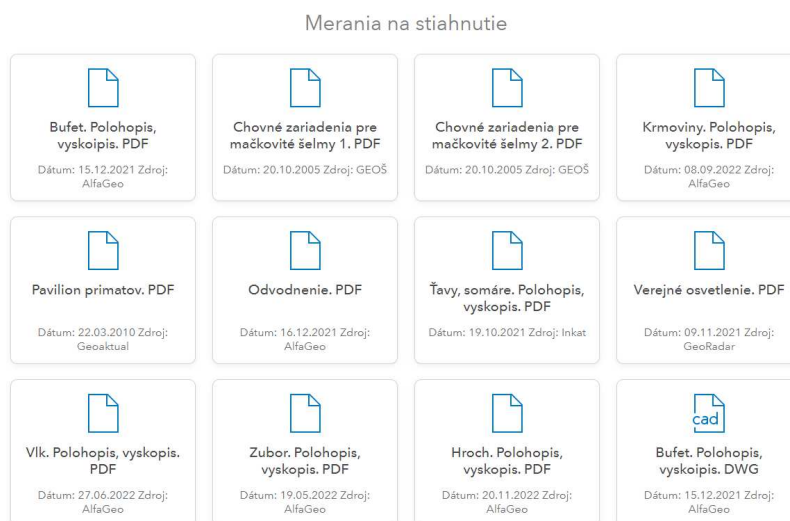 Merania na stiahnutie
Bufet. Polohopis,
vyskoipis. PDF
Dátum: 15.12.2021 Zdroj:
AlfaGeo
Chovné zariadenia pre
mačkovité šelmy 1. PDF
Dátum: 20.10.2005 Zdroj: GEOŠ
Chovné zariadenia pre
mačkovité šelmy 2. PDF
Dátum: 20.10.2005 Zdroj: GEOŠ
Krmoviny. Polohopis,
vyskopis. PDF
Dátum: 08.09.2022 Zdroj:
AlfaGeo
Pavilion primatov. PDF
Dátum: 22.03.2010 Zdroj:
Geoaktual
Odvodnenie. PDF
Dátum: 16.12.2021 Zdroj:
AlfaGeo
Ťavy, somáre. Polohopis,
vyskopis. PDF
Dátum: 19.10.2021 Zdroj: Inkat
Verejné osvetlenie. PDF
Dátum: 09.11.2021 Zdroj:
GeoRadar
Vlk. Polohopis, vyskopis.
PDF
Dátum: 27.06.2022 Zdroj:
AlfaGeo
Zubor. Polohopis,
vyskopis. PDF
Dátum: 19.05.2022 Zdroj:
AlfaGeo
Hroch. Polohopis,
vyskopis. PDF
Dátum: 20.11.2022 Zdroj:
AlfaGeo
cad
Bufet. Polohopis,
vyskoipis. DWG
Dátum: 15.12.2021 Zdroj:
AlfaGeo